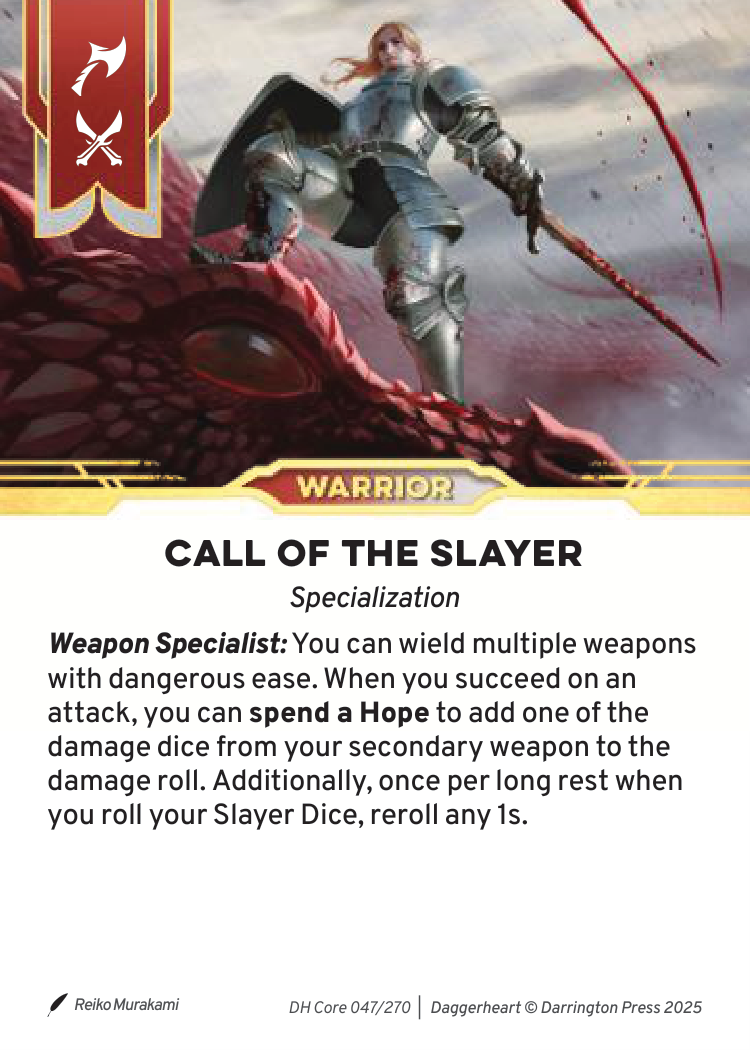 WARRIOR
CALL OF THE SLAYER
Specialization
Weapon Specialist: You can wield multiple weapons
with dangerous ease. When you succeed on an
attack, you can spend a Hope to add one of the
damage dice from your secondary weapon to the
damage roll. Additionally, once per long rest when
you roll your Slayer Dice, reroll any 1s.
Reiko Murakami
DH Core 047/270 | Daggerheart © Darrington Press 2025